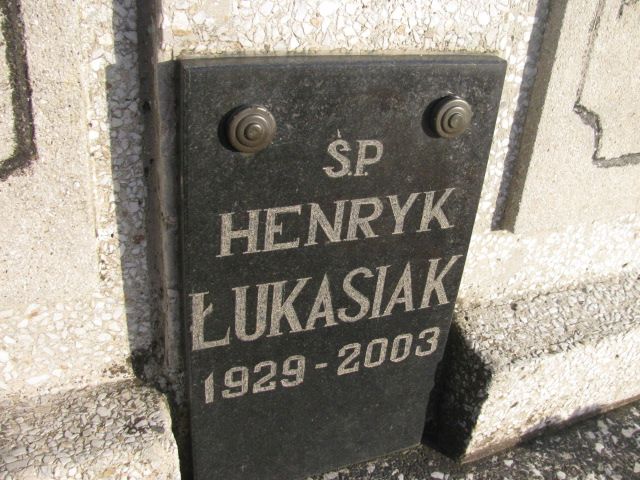 Ś.P.
HENRYK
ŁUKASIAK
1929-2003